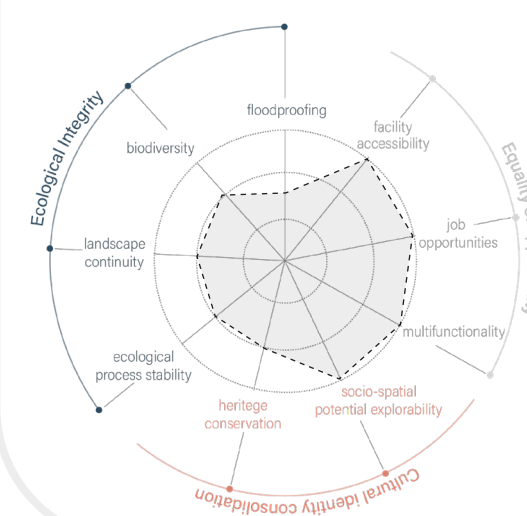 floodproofing
facility
accessibility
job
opportunities
multifunctionality
socio-spatial
potential explorability
heritege
conservation
ecological
process stability
landscape
continuity
biodiversity
Ecological Integrity
Equality
Cultural identity consolidation